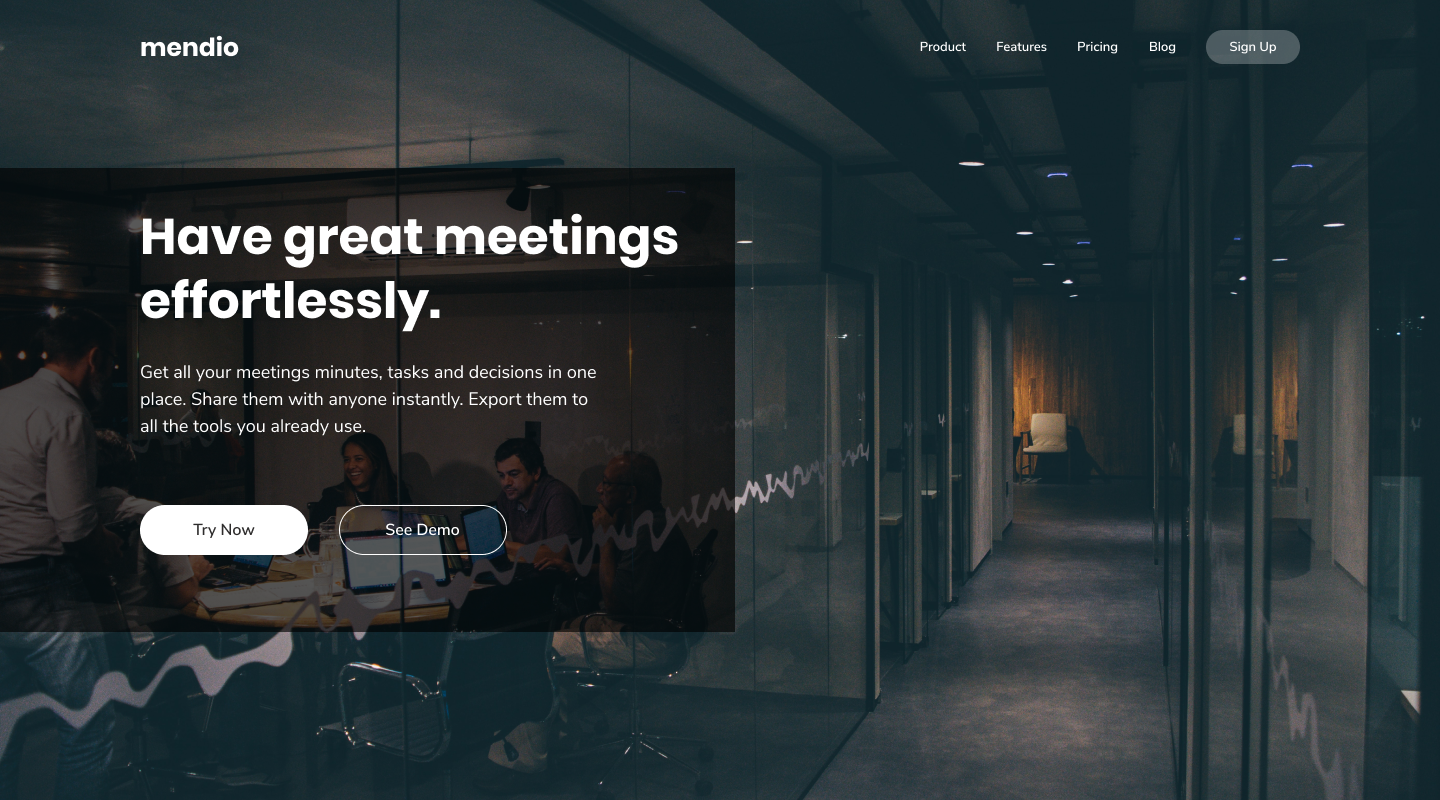 mendio
Product Features Pricing Blog Sign Up
Have great meetings
effortlessly.
Get all your meetings minutes, tasks and decisions in one
place. Share them with anyone instantly. Export them to
all the tools you already use.
Try Now See Demo